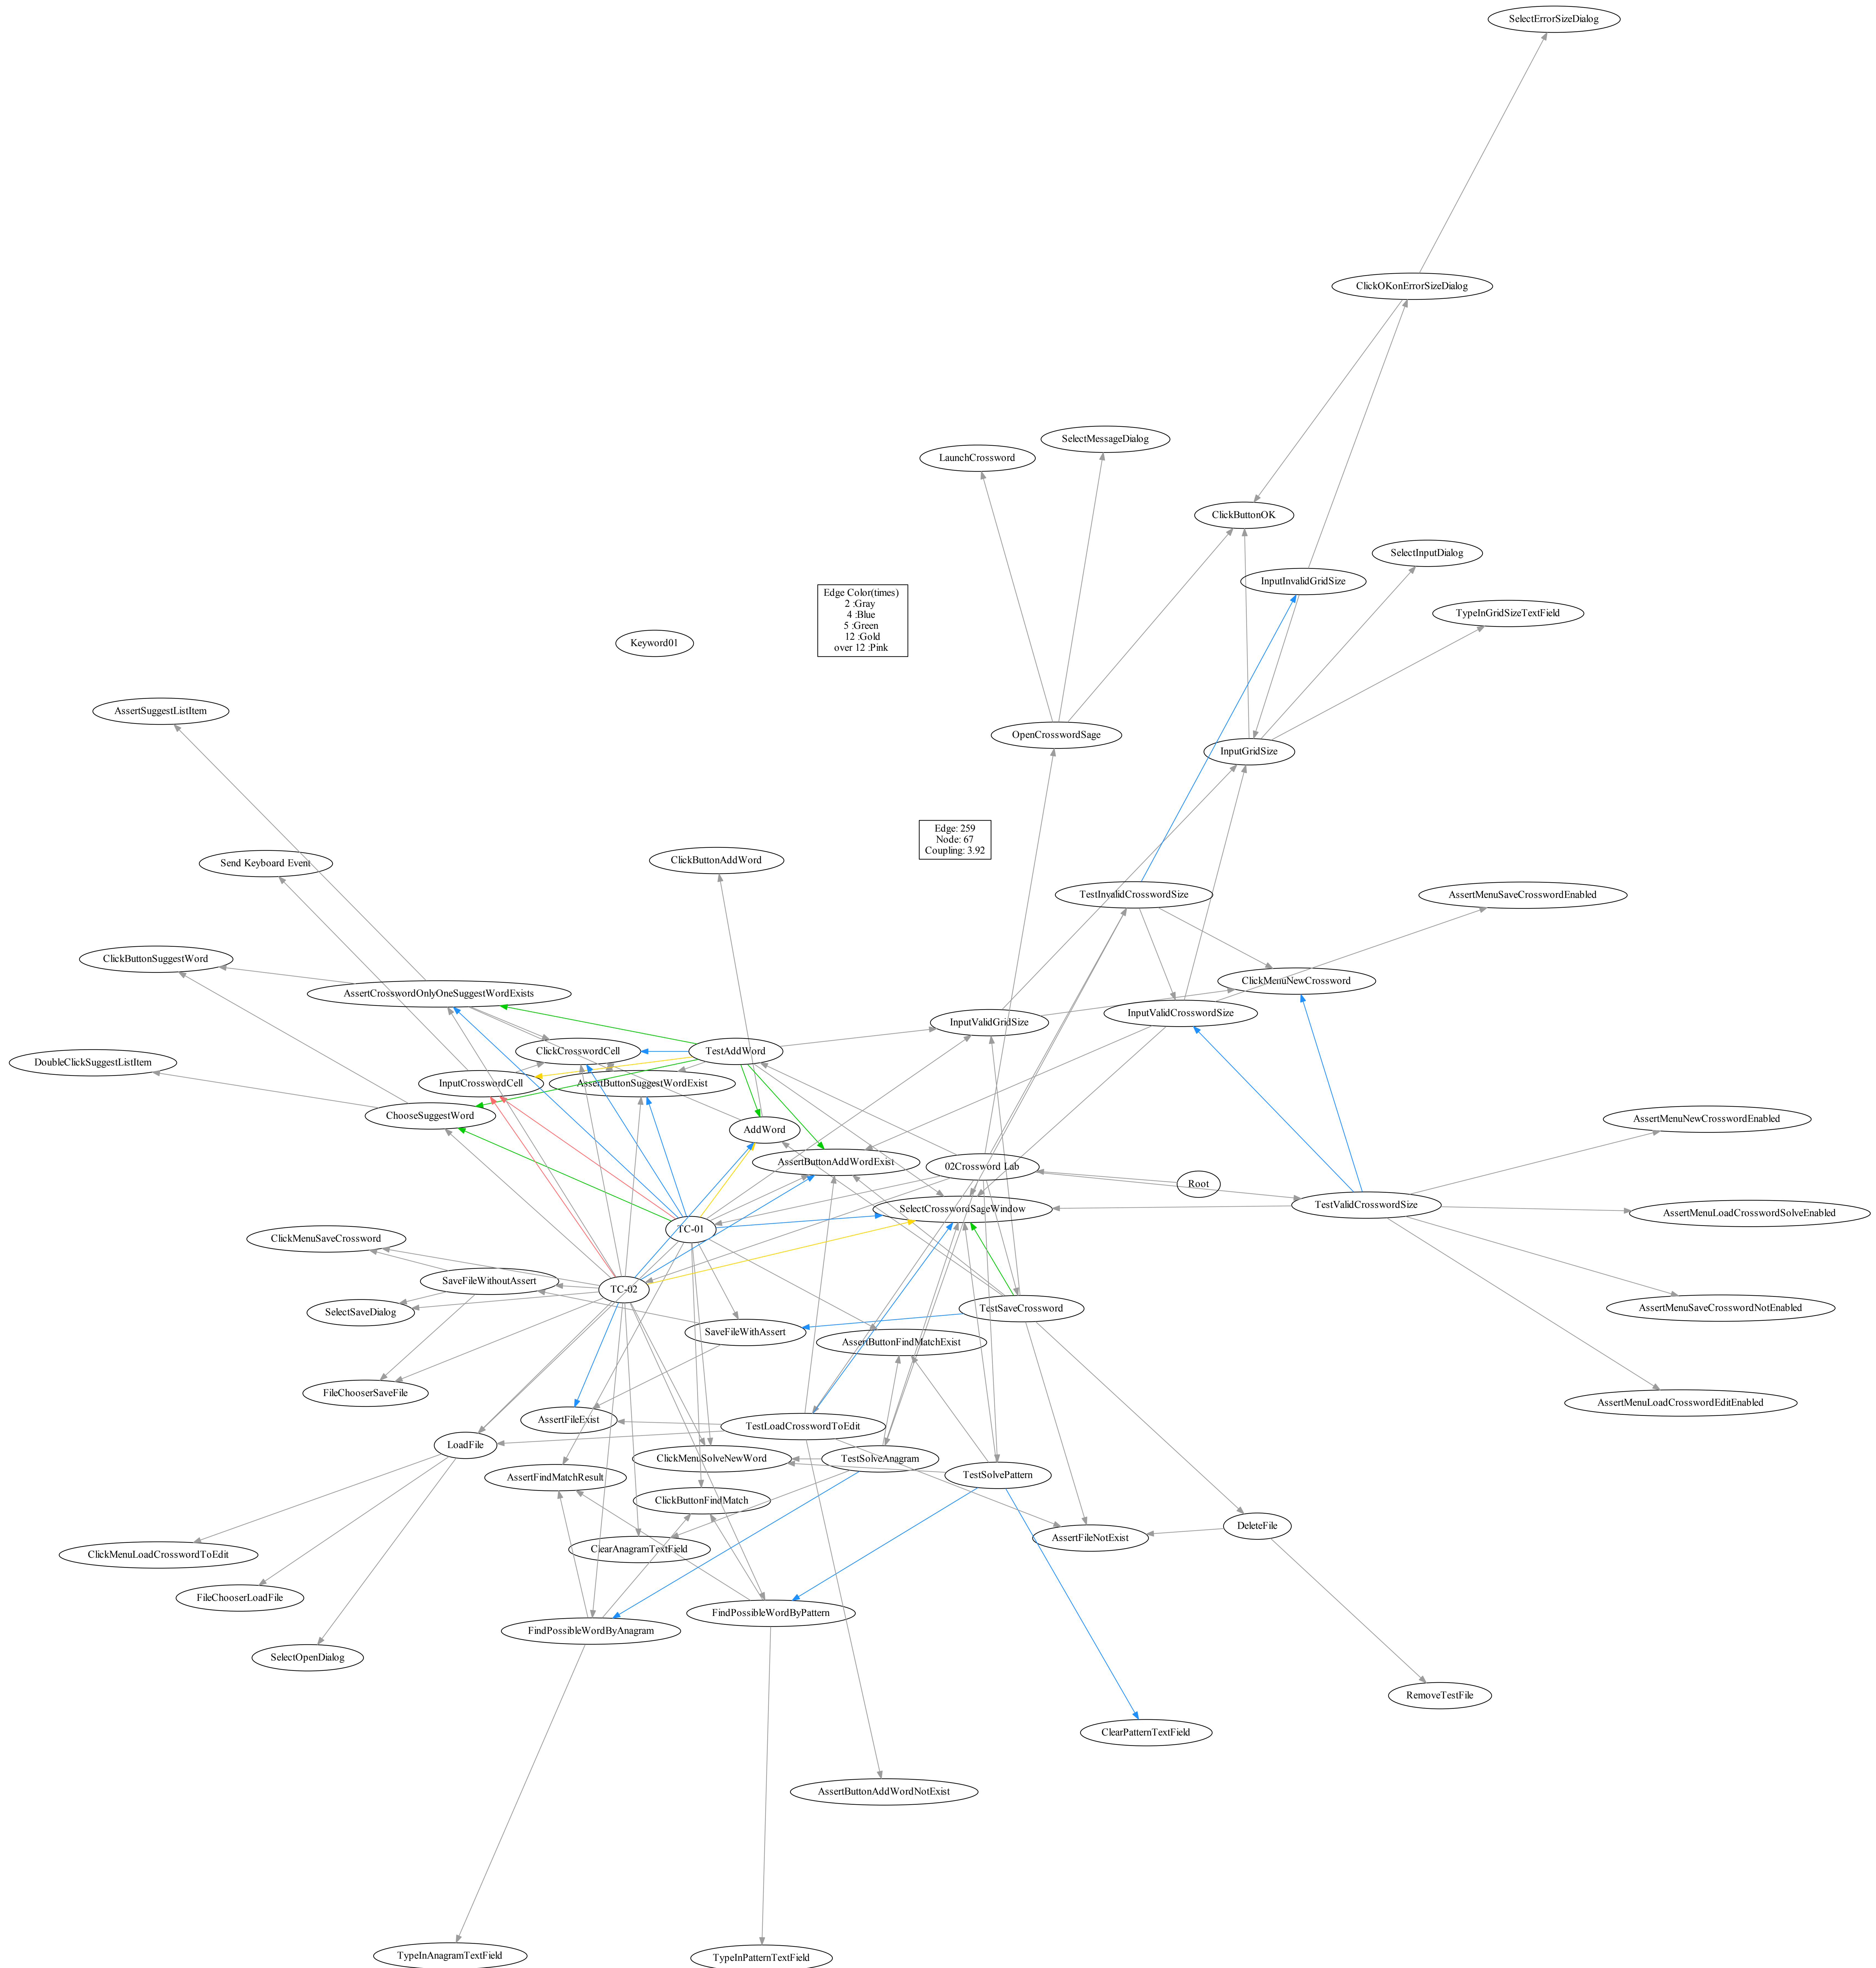 SelectErrorSizeDialog
ClickOKonErrorSizeDialog
SelectMessageDialog
LaunchCrossword
ClickButtonOK
SelectInputDialog
InputInvalidGridSize
TypeInGridSizeTextField
Edge Color(times)
2 :Gray
4 :Blue
5 :Green
12 :Gold
over 12 :Pink
Keyword01
AssertSuggestListItem
OpenCrosswordSage
InputGridSize
Edge: 259
Node: 67
Coupling: 3.92
Send Keyboard Event
ClickButtonAddWord
TestInvalidCrosswordSize
AssertMenuSaveCrosswordEnabled
ClickButtonSuggestWord
AssertCrosswordOnlyOneSuggestWordExists
ClickMenuNewCrossword
InputValidCrosswordSize
InputValidGridSize
DoubleClickSuggestListItem
ClickCrosswordCell
TestAddWord
InputCrosswordCell
AssertButtonSuggestWordExist
ChooseSuggestWord
AddWord
AssertMenuNewCrosswordEnabled
AssertButtonAddWordExist
02Crossword Lab
Root
SelectCrosswordSageWindow
TestValidCrosswordSize
AssertMenuLoadCrosswordSolveEnabled
TC-01
ClickMenuSaveCrossword
SaveFileWithoutAssert
TC-02
SelectSaveDialog
TestSaveCrossword
AssertMenuSaveCrosswordNotEnabled
SaveFileWithAssert
AssertButtonFindMatchExist
FileChooserSaveFile
AssertMenuLoadCrosswordEditEnabled
AssertFileExist
TestLoadCrosswordToEdit
LoadFile
ClickMenuSolveNewWord
TestSolveAnagram
AssertFindMatchResult
TestSolvePattern
ClickButtonFindMatch
DeleteFile
AssertFileNotExist
ClearAnagramTextField
ClickMenuLoadCrosswordToEdit
FileChooserLoadFile
FindPossibleWordByPattern
FindPossibleWordByAnagram
SelectOpenDialog
RemoveTestFile
ClearPatternTextField
AssertButtonAddWordNotExist
TypeInAnagramTextField
TypeInPatternTextField